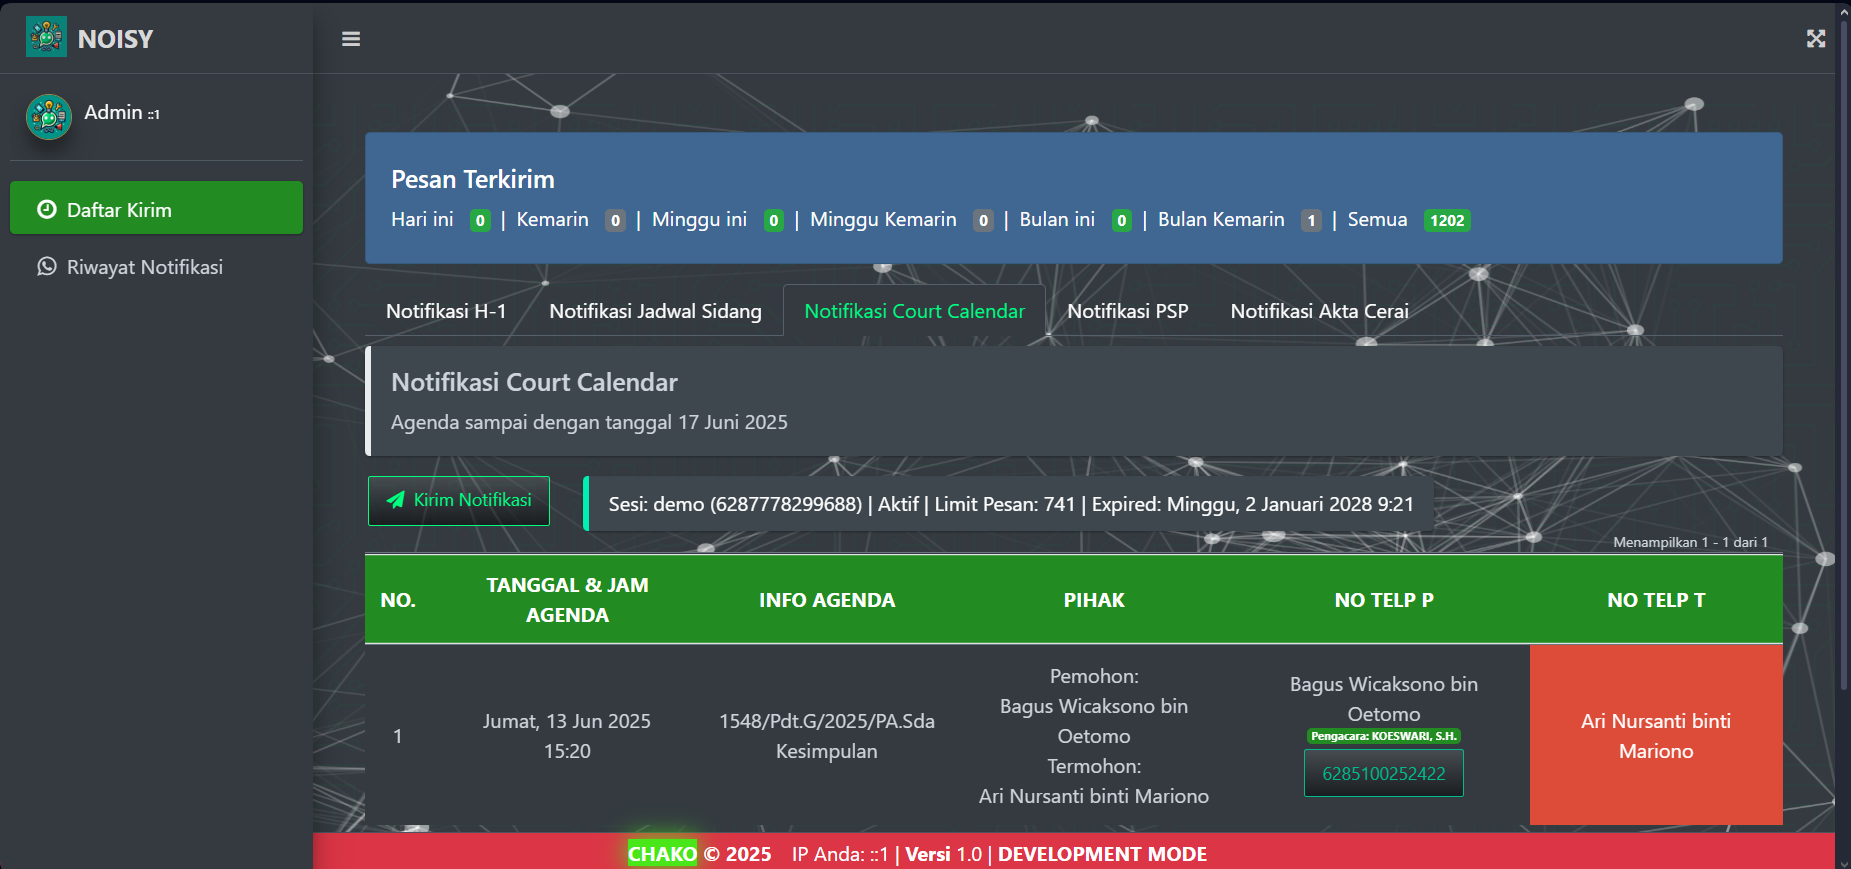 NOISY
Admin ::1
Daftar Kirim
Riwayat Notifikasi
Pesan Terkirim
Hari ini 0 | Kemarin 0 | Minggu ini 0 | Minggu Kemarin 0 | Bulan ini 0 | Bulan Kemarin 1 | Semua 1202
Notifikasi H-1 Notifikasi Jadwal Sidang Notifikasi Court Calendar Notifikasi PSP Notifikasi Akta Cerai
Notifikasi Court Calendar
Agenda sampai dengan tanggal 17 Juni 2025
Kirim Notifikasi
Sesi: demo (6287778299688) | Aktif | Limit Pesan: 741 | Expired: Minggu, 2 Januari 2028 9:21
Menampilkan 1 - 1 dari 1
NO.
TANGGAL & JAM
AGENDA
INFO AGENDA
PIHAK
NO TELP P
NO TELP T
1
Jumat, 13 Jun 2025
15:20
1548/Pdt.G/2025/PA.Sda
Kesimpulan
Pemohon:
Bagus Wicaksono bin
Oetomo
Termohon:
Ari Nursanti binti Mariono
Bagus Wicaksono bin
Oetomo
Pengacara: KOESWARI, S.H.
6285100252422
Ari Nursanti binti
Mariono
CHAKO © 2025 IP Anda: ::1 | Versi 1.0 | DEVELOPMENT MODE